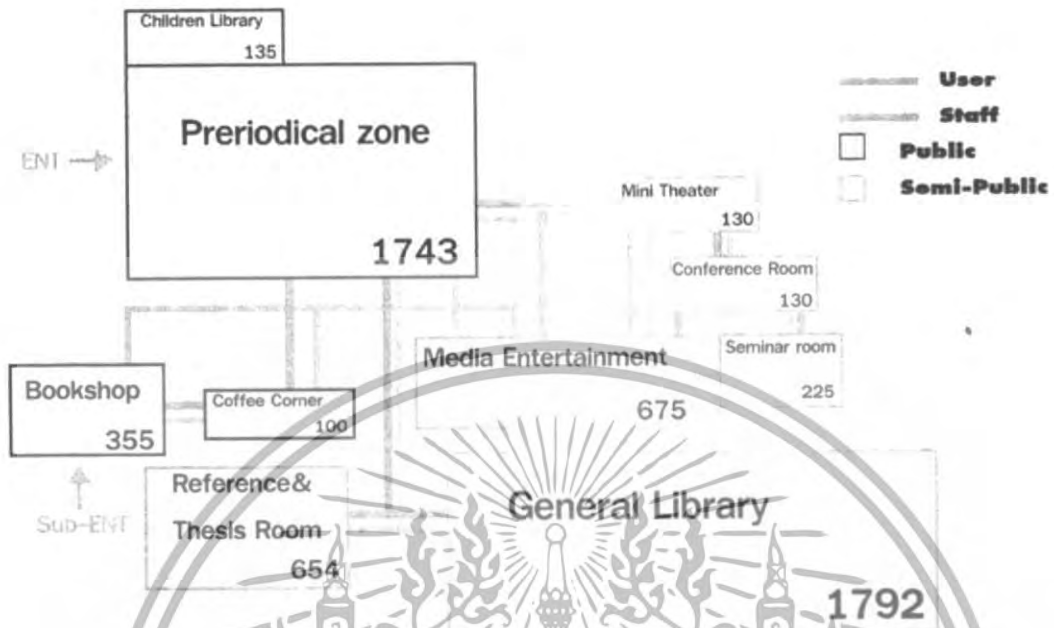 Children Library
135
Preriodical zone
1743
ENT
User
Staff
Public
Semi-Public
Mini Theater
130
Conference Room
130
Seminar room
225
Media Entertainment
675
Bookshop
355
Coffee Corner
100
Sub-ENT
Reference&
Thesis Room
654
General Library
1792